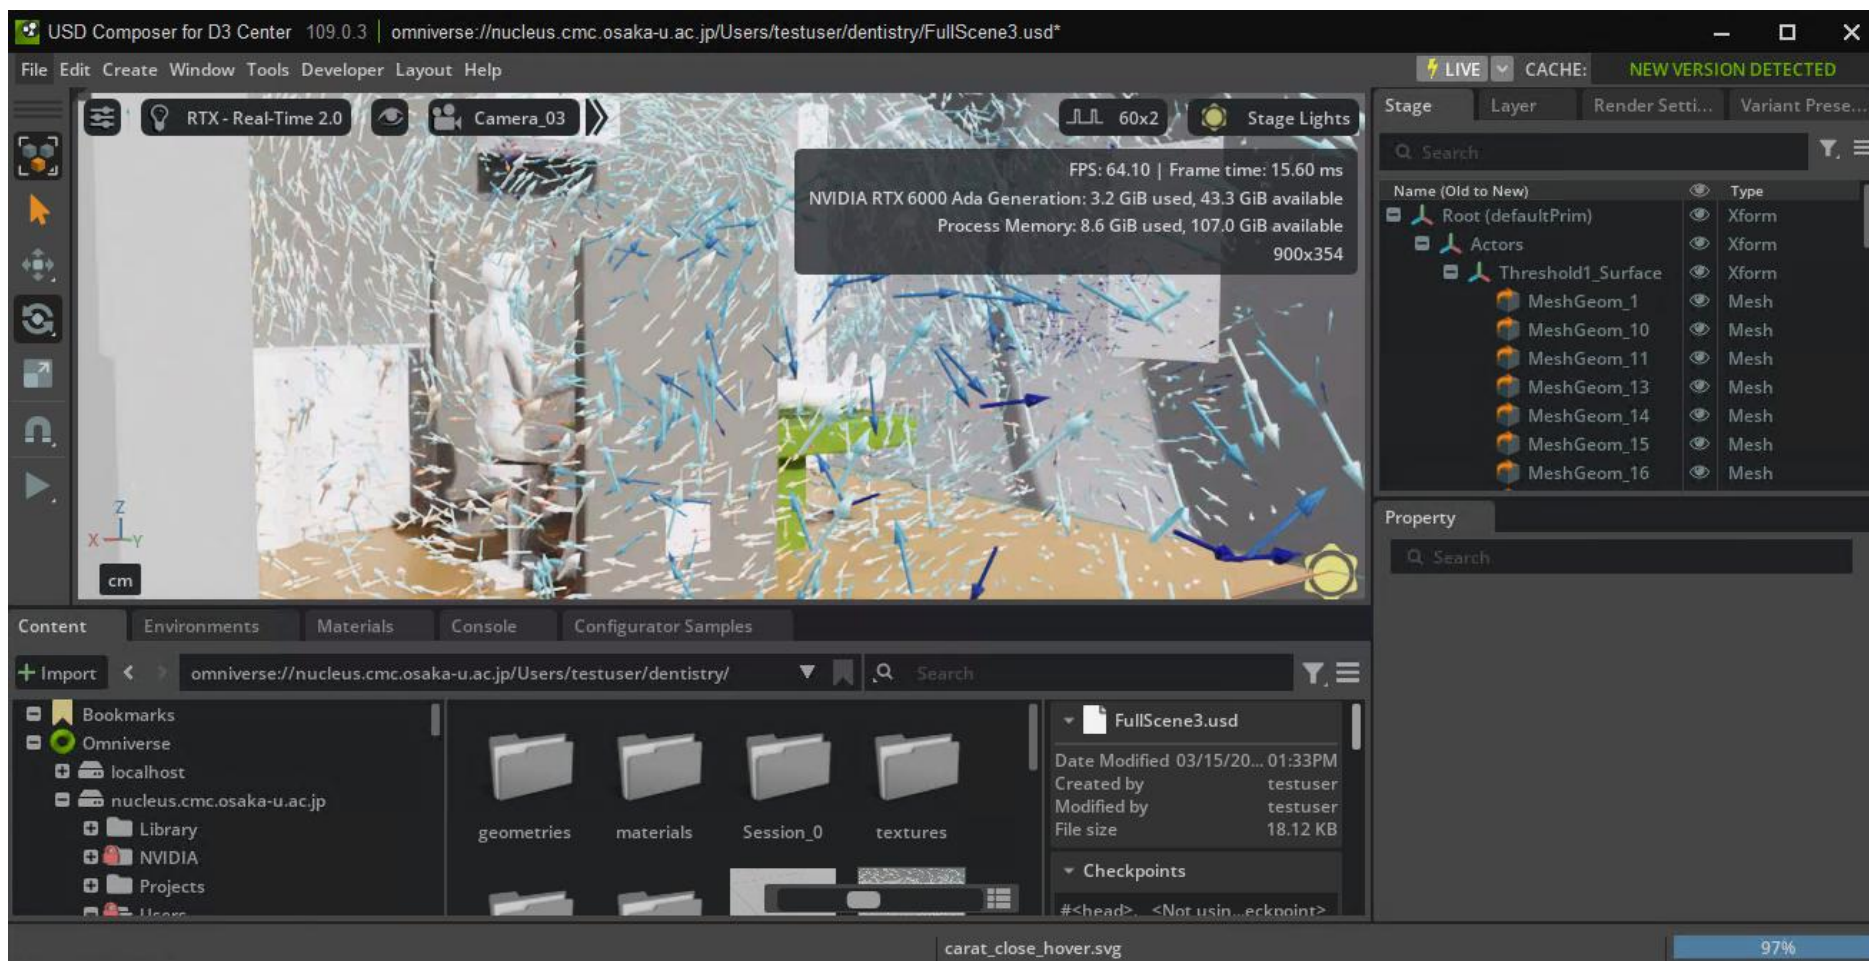 USD Composer for D3 Center 109.0.3 | omniverse://nucleus.cmc.osaka-u.ac.jp/Users/testuser/dentistry/FullScene3.usd*
File Edit Create Window Tools Developer Layout Help
LIVE CACHE: NEW VERSION DETECTED
RTX - Real-Time 2.0
Camera_03
60x2
Stage Lights
FPS: 64.10 | Frame time: 15.60 ms
NVIDIA RTX 6000 Ada Generation: 3.2 GiB used, 43.3 GiB available
Process Memory: 8.6 GiB used, 107.0 GiB available
900x354
Z
X Y
cm
Stage Layer Render Setti... Variant Prese...
Search
Name (Old to New) Type
Root (defaultPrim) Xform
Actors Xform
Threshold1_Surface Xform
MeshGeom_1 Mesh
MeshGeom_10 Mesh
MeshGeom_11 Mesh
MeshGeom_13 Mesh
MeshGeom_14 Mesh
MeshGeom_15 Mesh
MeshGeom_16 Mesh
Property
Search
Content Environments Materials Console Configurator Samples
Import omniverse://nucleus.cmc.osaka-u.ac.jp/Users/testuser/dentistry/ Search
Bookmarks
Omniverse
localhost
nucleus.cmc.osaka-u.ac.jp
Library
NVIDIA
Projects
Users
geometries materials Session_0 textures
FullScene3.usd
Date Modified 03/15/20... 01:33PM
Created by testuser
Modified by testuser
File size 18.12 KB
Checkpoints
#<head>. <Not usin...eckpoint>
carat_close_hover.svg
97%